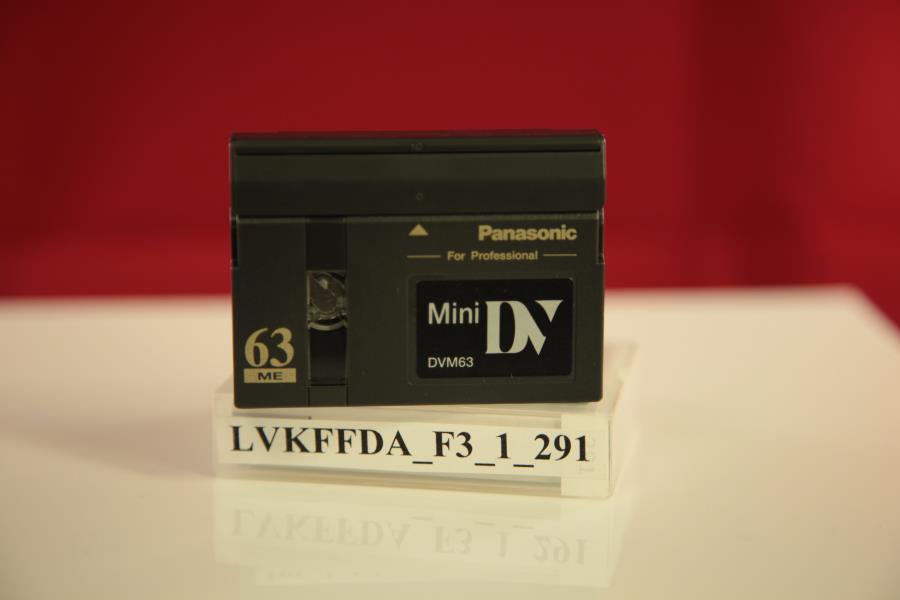 Panasonic
For Professional
Mini DV
DVM63
63
ME
LVKFFDA_F3_1_291